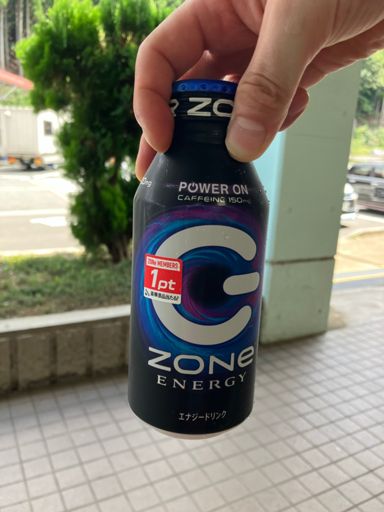 ZONe
POWER ON
CAFFEINE 150mg
ZONe MEMBERS
1pt
ZONe
ENERGY
エナジードリンク